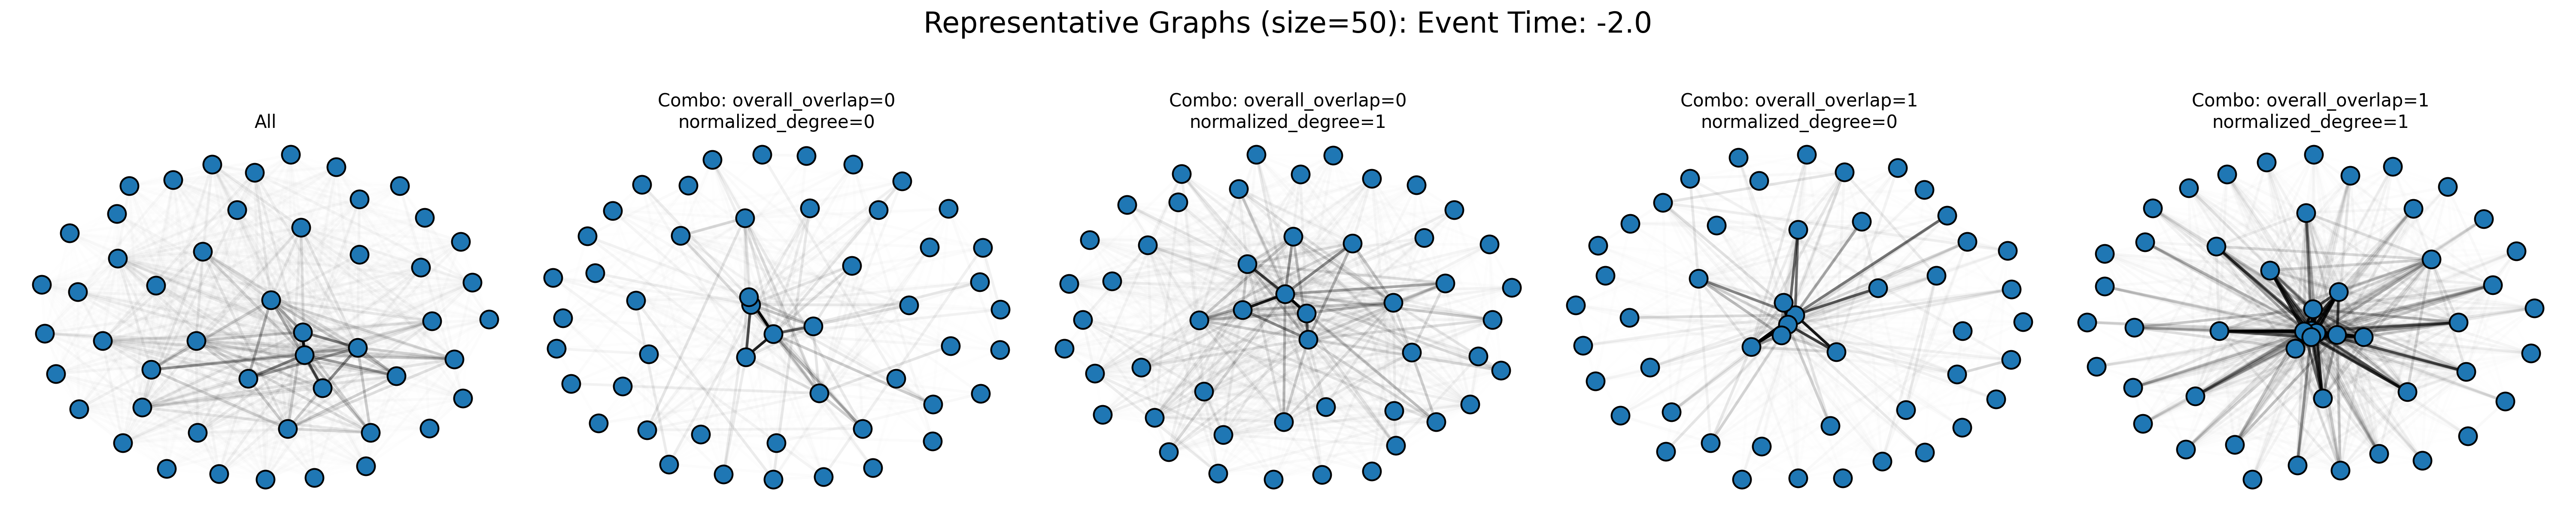 Representative Graphs (size=50): Event Time: -2.0
All
Combo: overall_overlap=0
normalized_degree=0
Combo: overall_overlap=0
normalized_degree=1
Combo: overall_overlap=1
normalized_degree=0
Combo: overall_overlap=1
normalized_degree=1